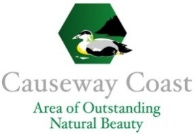 Causeway Coast
Area of Outstanding
Natural Beauty